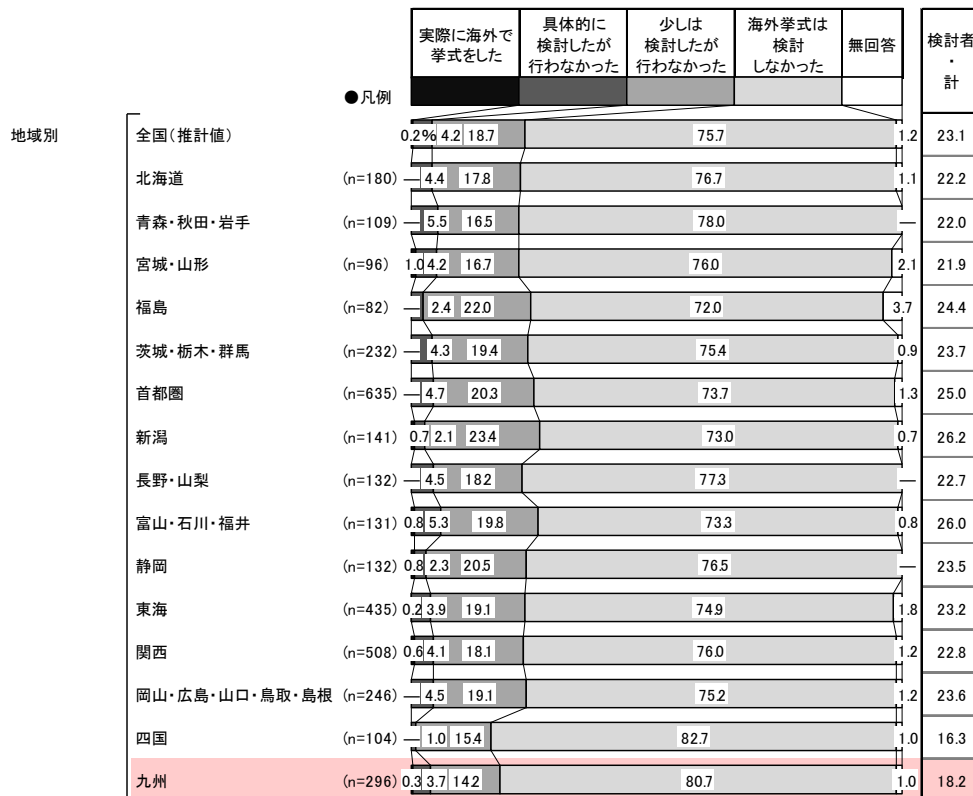 実際に海外で
挙式をした
具体的に
検討したが
行わなかった
少しは
検討したが
行わなかった
海外挙式は
検討
しなかった
無回答
検討者
・
計
●凡例
地域別
全国(推計値) 0.2% 4.2 18.7 75.7 1.2 23.1
北海道 (n=180) ― 4.4 17.8 76.7 1.1 22.2
青森・秋田・岩手 (n=109) ― 5.5 16.5 78.0 ― 22.0
宮城・山形 (n=96) 1.0 4.2 16.7 76.0 2.1 21.9
福島 (n=82) ― 2.4 22.0 72.0 3.7 24.4
茨城・栃木・群馬 (n=232) ― 4.3 19.4 75.4 0.9 23.7
首都圏 (n=635) ― 4.7 20.3 73.7 1.3 25.0
新潟 (n=141) 0.7 2.1 23.4 73.0 0.7 26.2
長野・山梨 (n=132) ― 4.5 18.2 77.3 ― 22.7
富山・石川・福井 (n=131) 0.8 5.3 19.8 73.3 0.8 26.0
静岡 (n=132) 0.8 2.3 20.5 76.5 ― 23.5
東海 (n=435) 0.2 3.9 19.1 74.9 1.8 23.2
関西 (n=508) 0.6 4.1 18.1 76.0 1.2 22.8
岡山・広島・山口・鳥取・島根 (n=246) ― 4.5 19.1 75.2 1.2 23.6
四国 (n=104) ― 1.0 15.4 82.7 1.0 16.3
九州 (n=296) 0.3 3.7 14.2 80.7 1.0 18.2